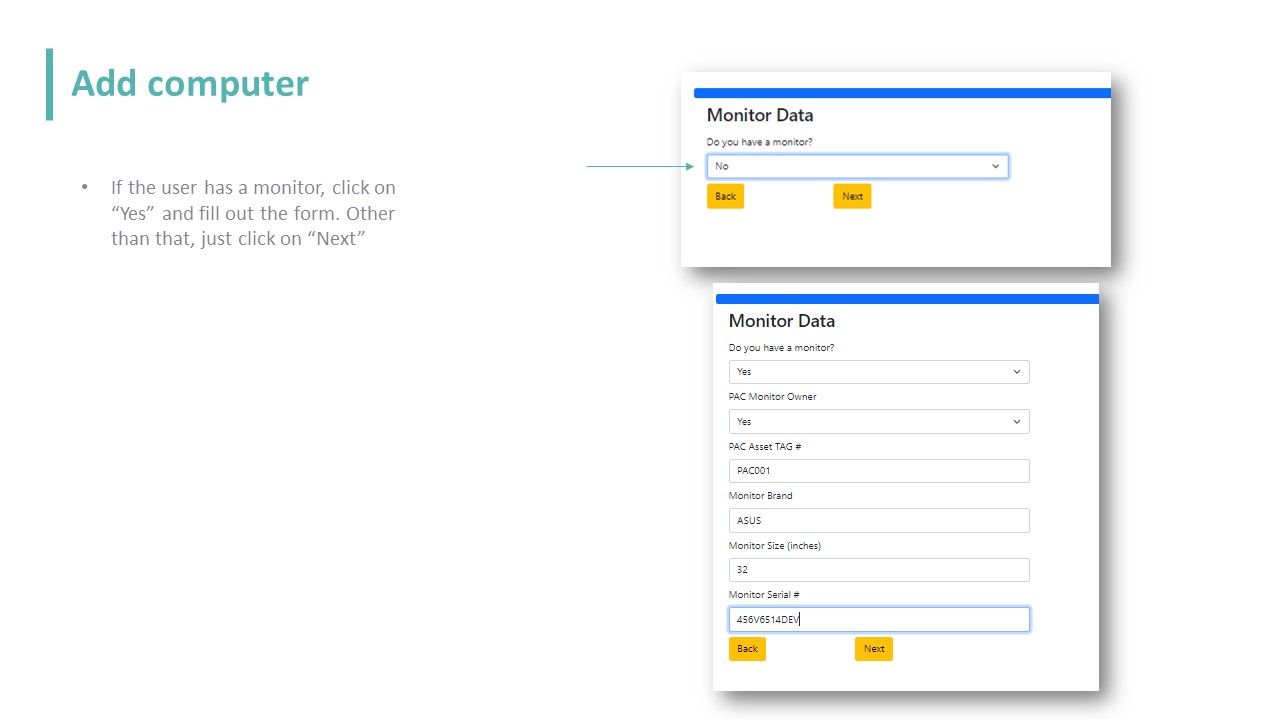 Add computer
• If the user has a monitor, click on
“Yes” and fill out the form. Other
than that, just click on “Next”
Monitor Data
Do you have a monitor?
No
Back Next
Monitor Data
Do you have a monitor?
Yes
PAC Monitor Owner
Yes
PAC Asset TAG #
PAC001
Monitor Brand
ASUS
Monitor Size (inches)
32
Monitor Serial #
456V6514DEV
Back Next